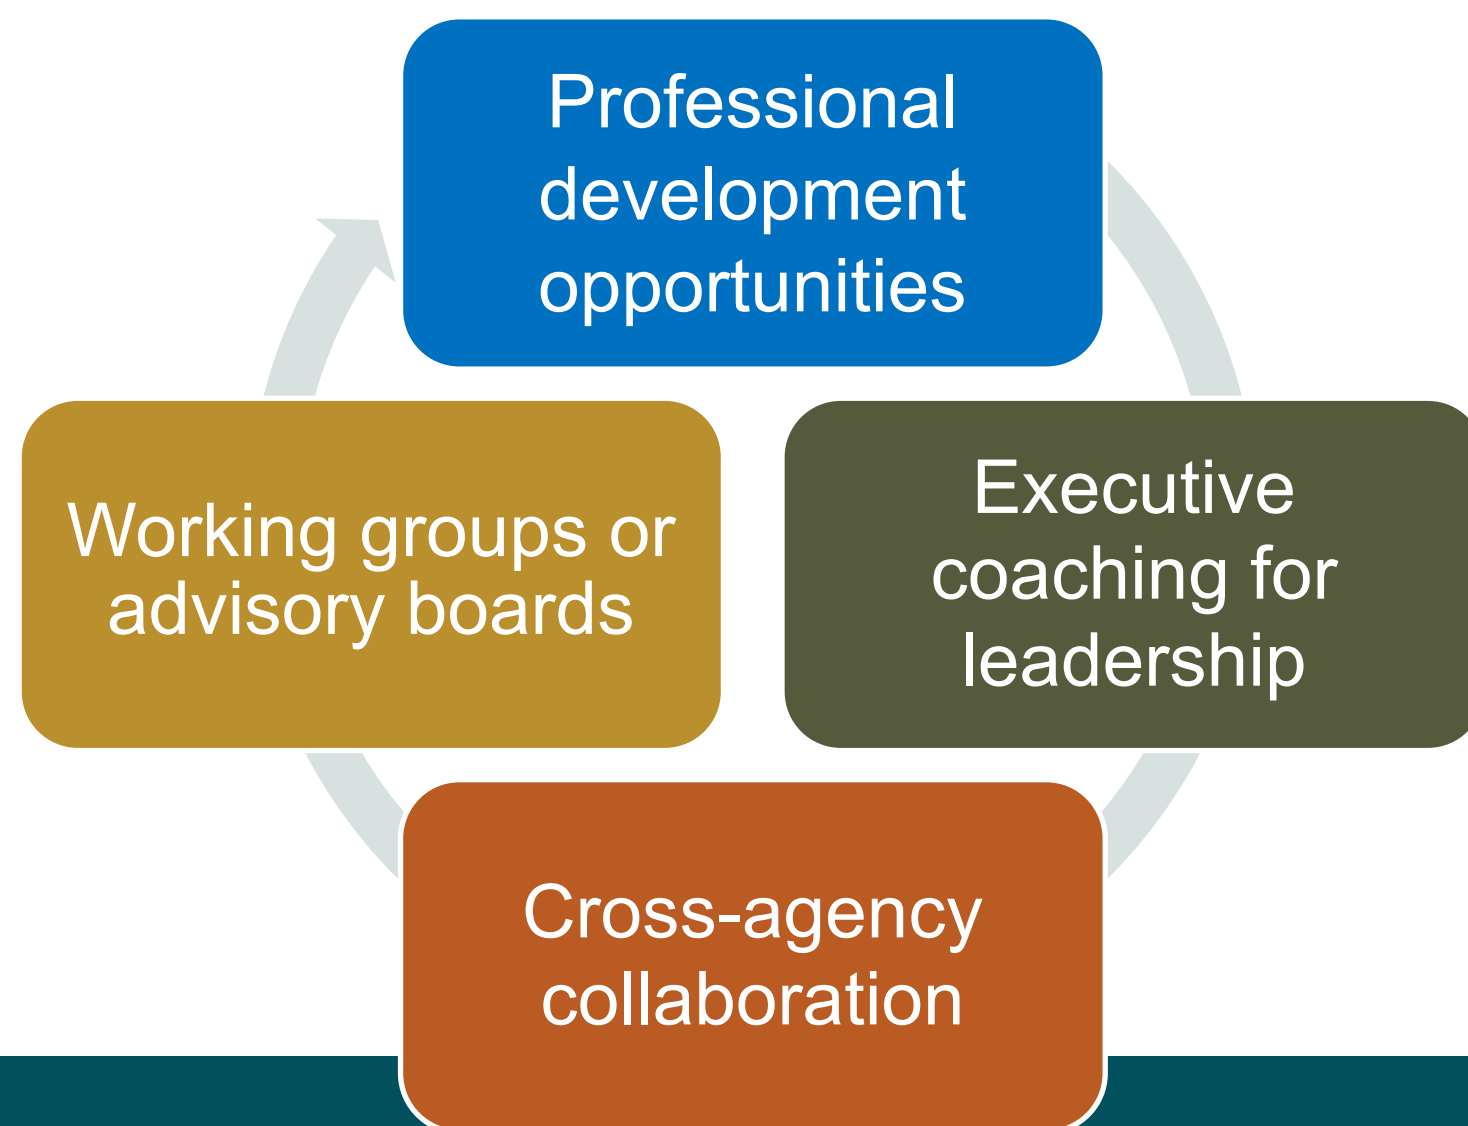 Professional
development
opportunities
Working groups or
advisory boards
Executive
coaching for
leadership
Cross-agency
collaboration